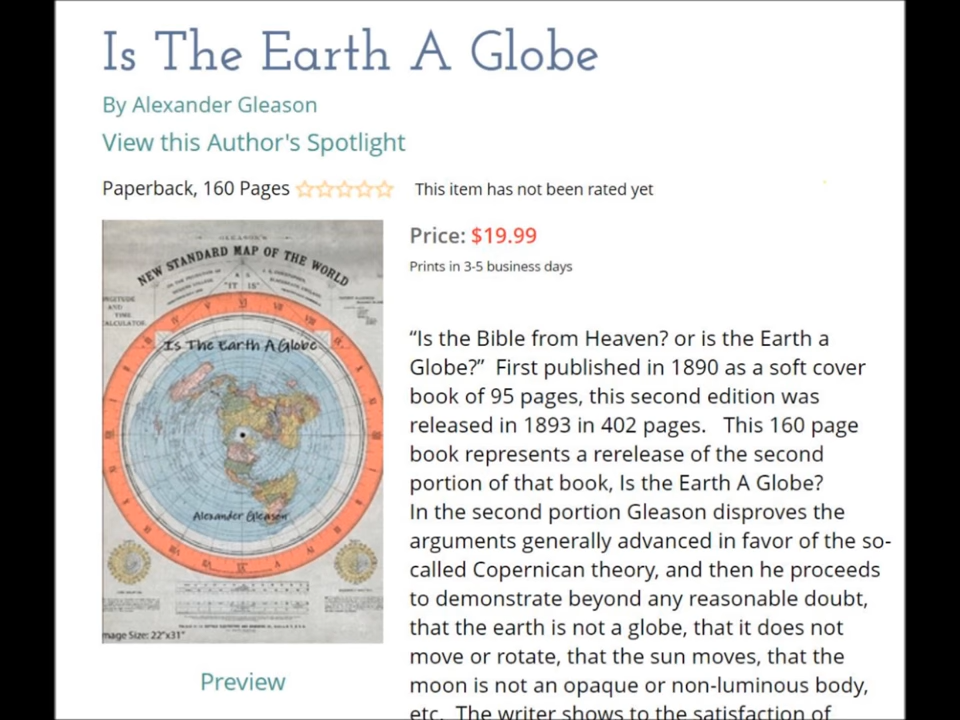 Is The Earth A Globe
By Alexander Gleason
View this Author's Spotlight
Paperback, 160 Pages
This item has not been rated yet
GLEASON'S
NEW STANDARD MAP OF THE WORLD
"IT IS"
LONGITUDE
AND
TIME
CALCULATOR.
Is The Earth A Globe
Alexander Gleason
mage Size: 22"x31"
Preview
Price: $19.99
Prints in 3-5 business days
“Is the Bible from Heaven? or is the Earth a
Globe?” First published in 1890 as a soft cover
book of 95 pages, this second edition was
released in 1893 in 402 pages. This 160 page
book represents a rerelease of the second
portion of that book, Is the Earth A Globe?
In the second portion Gleason disproves the
arguments generally advanced in favor of the so-
called Copernican theory, and then he proceeds
to demonstrate beyond any reasonable doubt,
that the earth is not a globe, that it does not
move or rotate, that the sun moves, that the
moon is not an opaque or non-luminous body,
etc. The writer shows to the satisfaction of